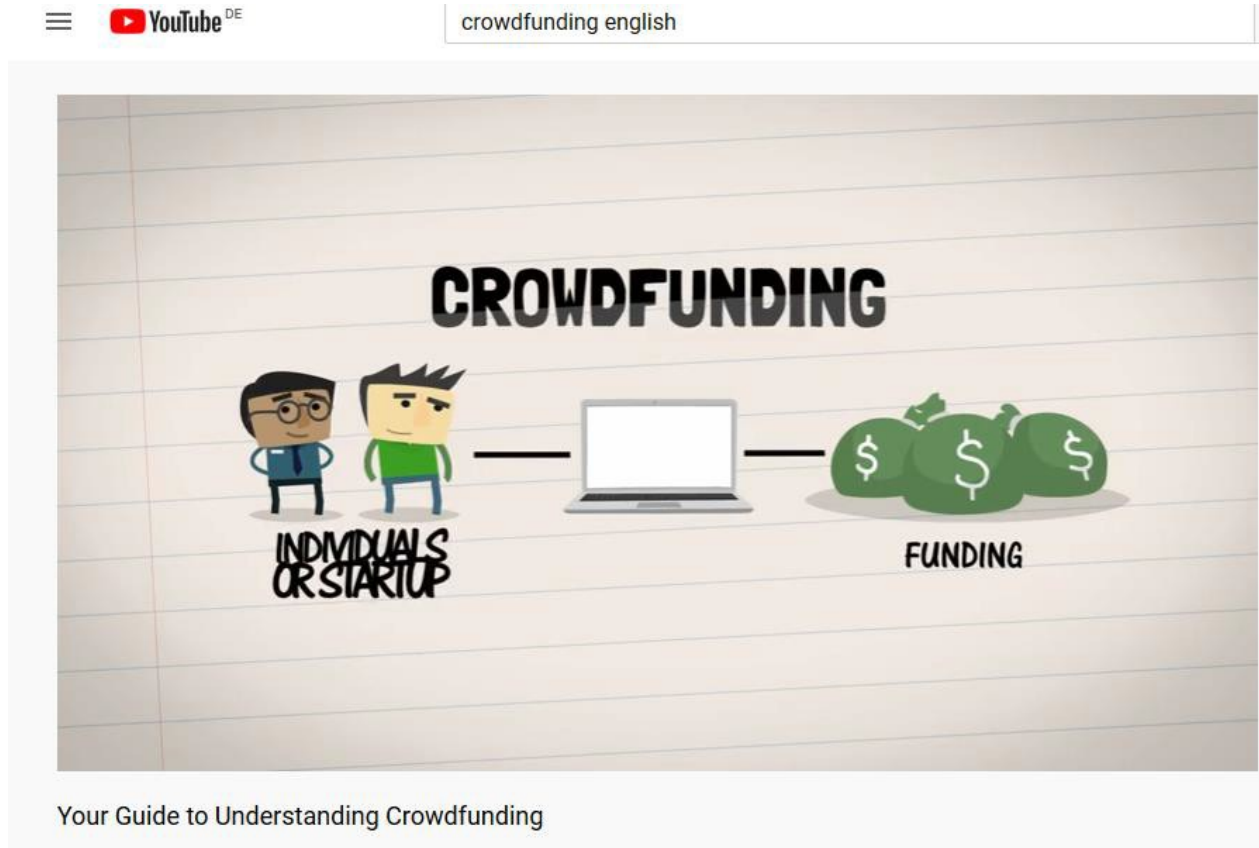 YouTube DE
crowdfunding english
CROWDFUNDING
INDIVIDUALS
OR STARTUP
FUNDING
$ $ $
Your Guide to Understanding Crowdfunding